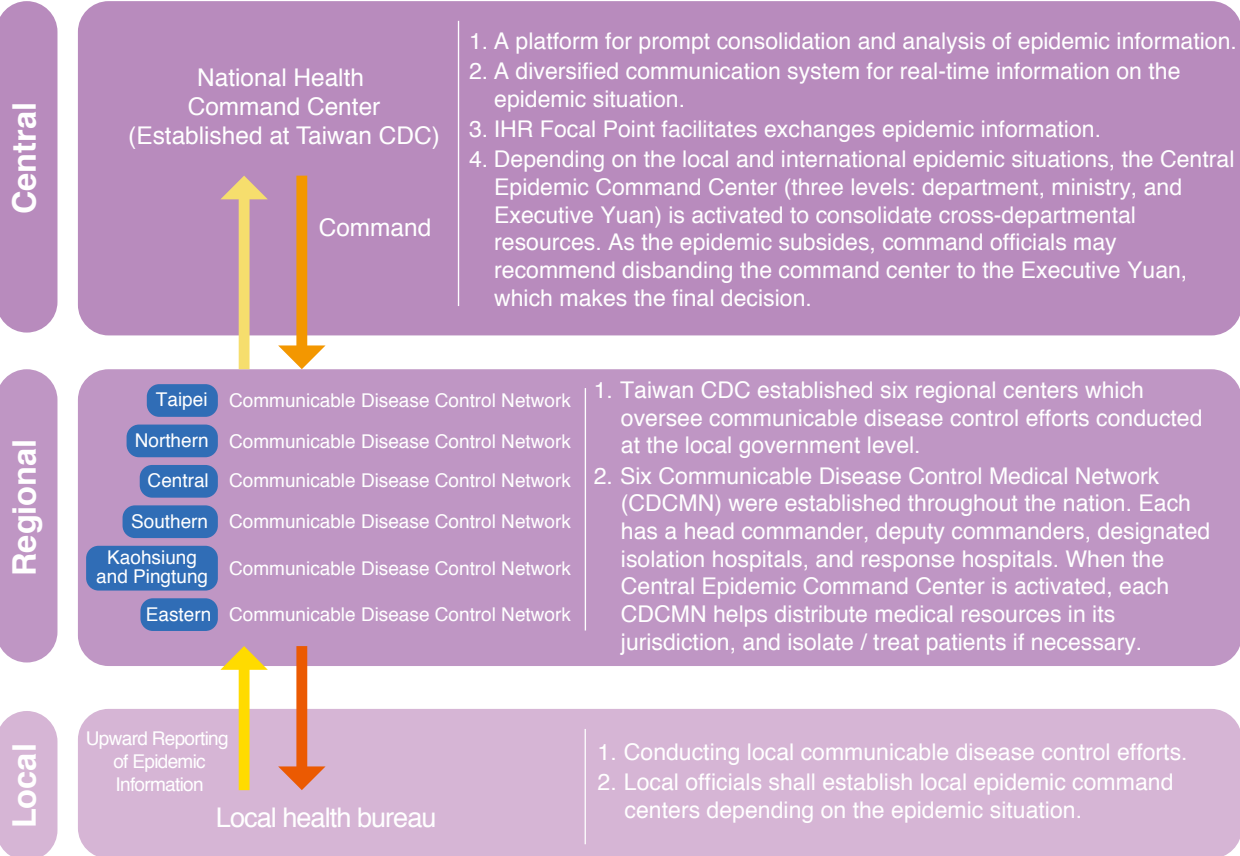 Central
National Health
Command Center
(Established at Taiwan CDC)
Command
1. A platform for prompt consolidation and analysis of epidemic information.
2. A diversified communication system for real-time information on the
epidemic situation.
3. IHR Focal Point facilitates exchanges epidemic information.
4. Depending on the local and international epidemic situations, the Central
Epidemic Command Center (three levels: department, ministry, and
Executive Yuan) is activated to consolidate cross-departmental
resources. As the epidemic subsides, command officials may
recommend disbanding the command center to the Executive Yuan,
which makes the final decision.
Regional
Taipei Communicable Disease Control Network
Northern Communicable Disease Control Network
Central Communicable Disease Control Network
Southern Communicable Disease Control Network
Kaohsiung
and Pingtung Communicable Disease Control Network
Eastern Communicable Disease Control Network
1. Taiwan CDC established six regional centers which
oversee communicable disease control efforts conducted
at the local government level.
2. Six Communicable Disease Control Medical Network
(CDCMN) were established throughout the nation. Each
has a head commander, deputy commanders, designated
isolation hospitals, and response hospitals. When the
Central Epidemic Command Center is activated, each
CDCMN helps distribute medical resources in its
jurisdiction, and isolate / treat patients if necessary.
Local
Upward Reporting
of Epidemic
Information
Local health bureau
1. Conducting local communicable disease control efforts.
2. Local officials shall establish local epidemic command
centers depending on the epidemic situation.